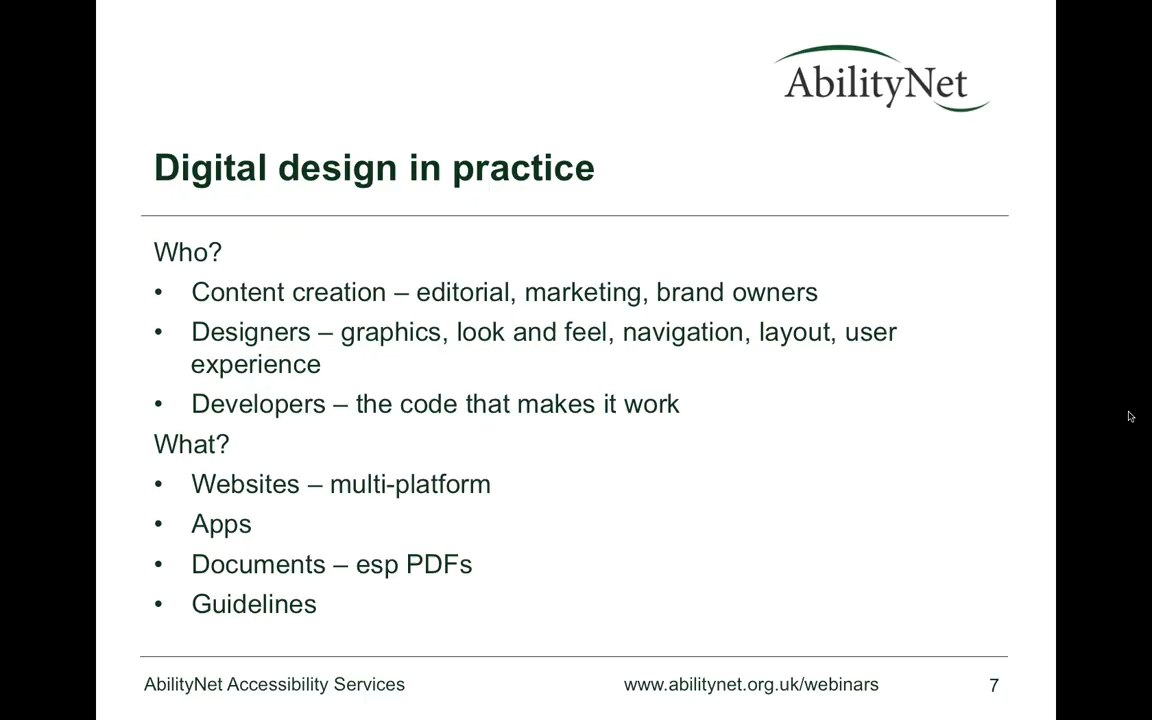 AbilityNet
Digital design in practice
Who?
• Content creation – editorial, marketing, brand owners
• Designers – graphics, look and feel, navigation, layout, user
experience
• Developers – the code that makes it work
What?
• Websites – multi-platform
• Apps
• Documents – esp PDFs
• Guidelines
AbilityNet Accessibility Services www.abilitynet.org.uk/webinars 7